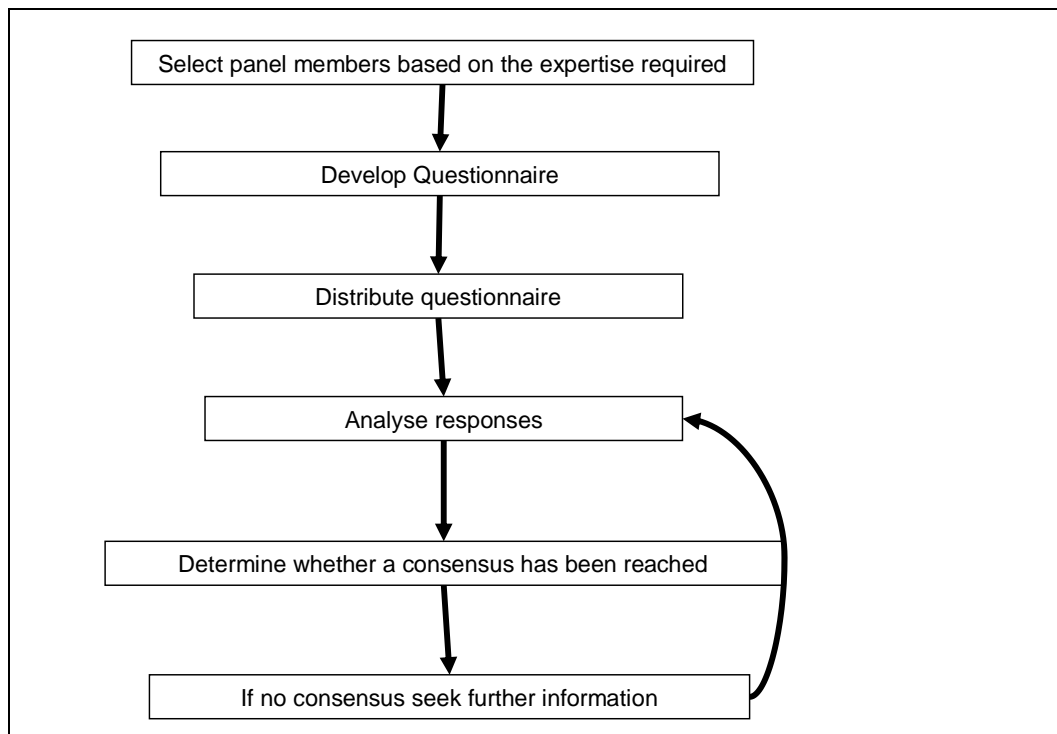 Select panel members based on the expertise required
Develop Questionnaire
Distribute questionnaire
Analyse responses
Determine whether a consensus has been reached
If no consensus seek further information